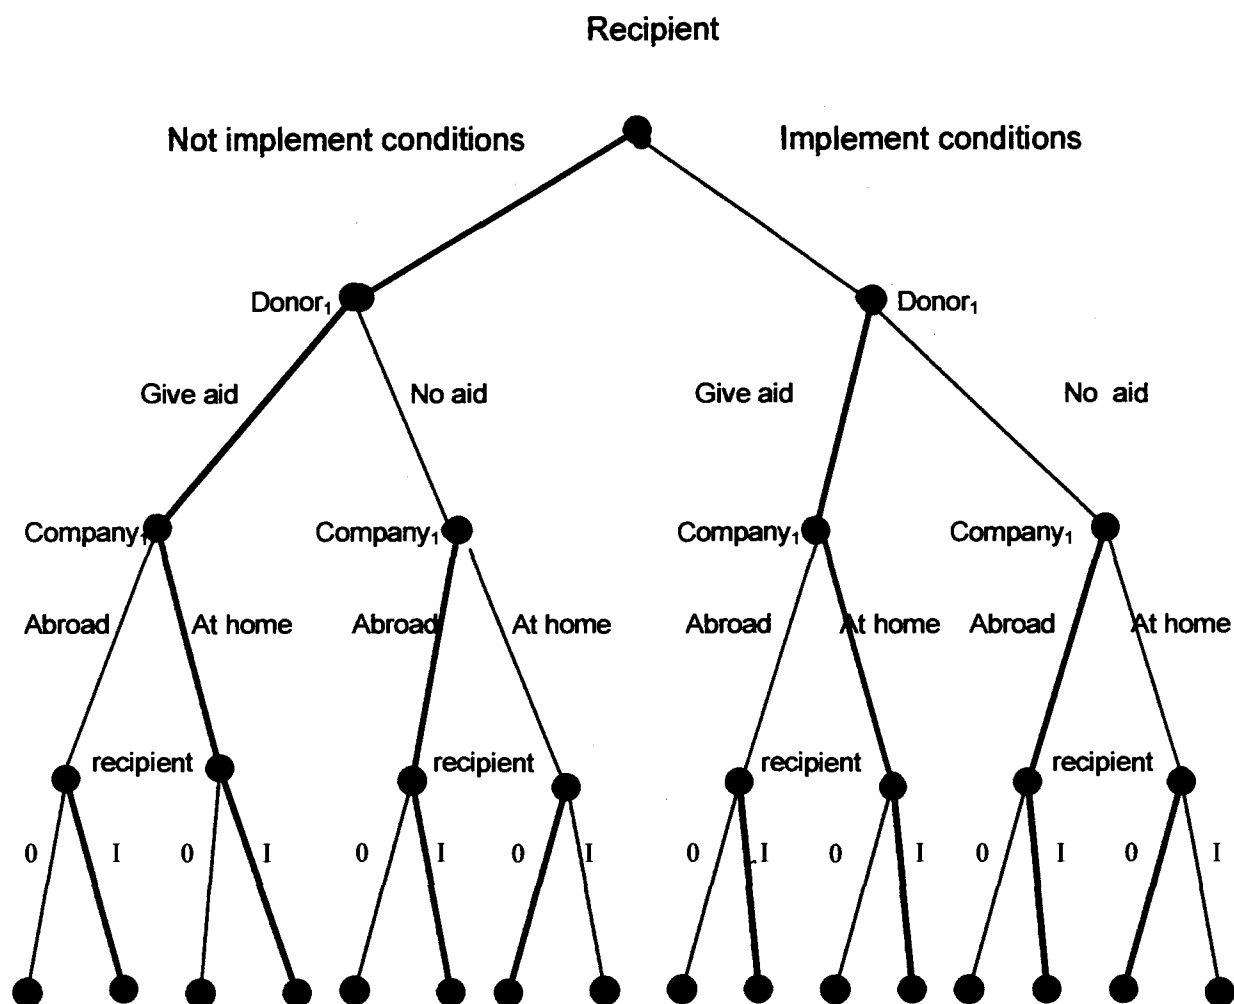 Recipient
Not implement conditions Implement conditions
Donor₁ Donor₁
Give aid No aid Give aid No aid
Company₁ Company₁ Company₁ Company₁
Abroad At home Abroad At home Abroad At home Abroad At home
recipient recipient recipient recipient
0 I 0 I 0 I 0 I 0 I 0 I 0 I 0 I